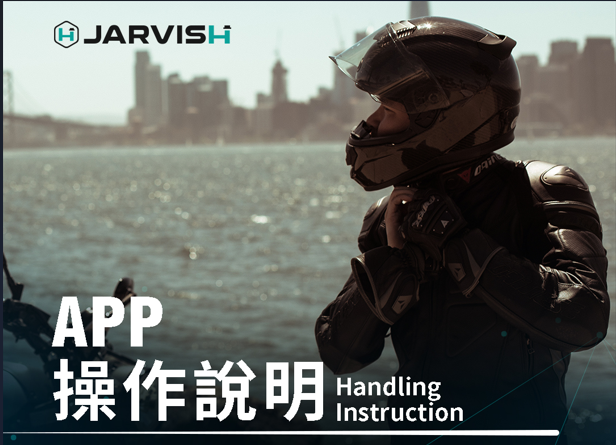 JARVISH
APP
操作說明
Handling
Instruction